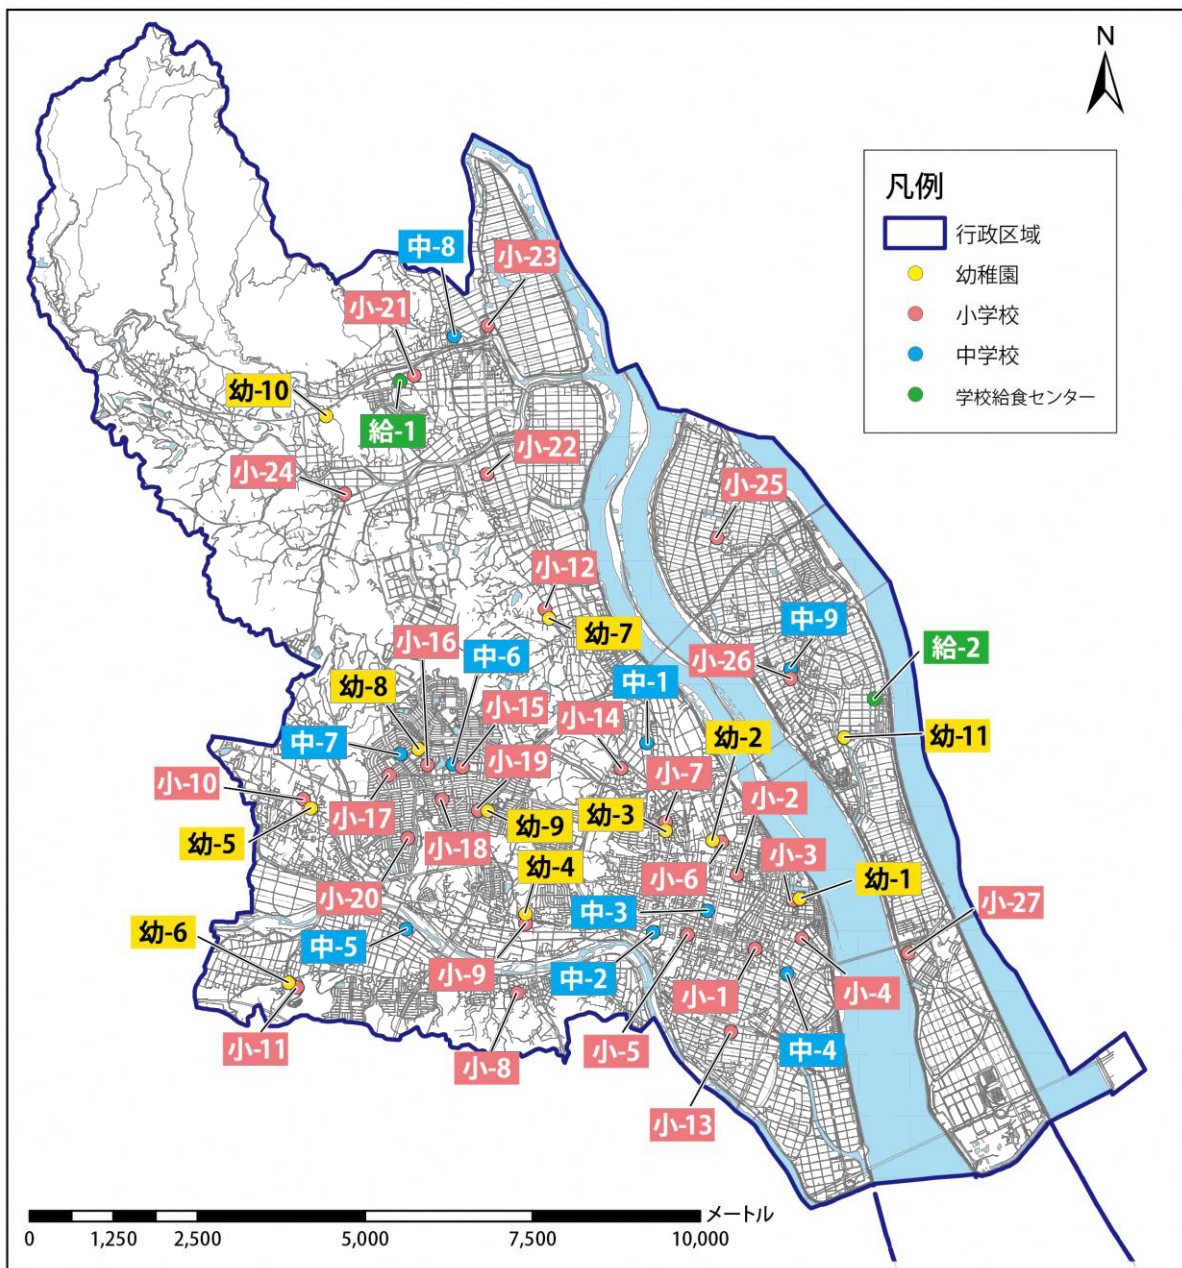 N
凡例
行政区域
幼稚園
小学校
中学校
学校給食センター
中-8
小-23
小-21
幼-10
給-1
小-22
小-24
小-25
小-12
幼-7
中-9
小-16
中-6
小-26
給-2
幼-8
中-1
小-15
小-14
幼-2
幼-11
中-7
小-19
小-7
小-10
小-2
小-17
幼-3
幼-9
幼-5
小-18
小-3
幼-4
小-6
幼-1
小-20
中-3
小-27
幼-6
中-5
小-9
中-2
小-1
小-4
小-11
小-5
中-4
小-8
小-13
メートル
0 1,250 2,500 5,000 7,500 10,000